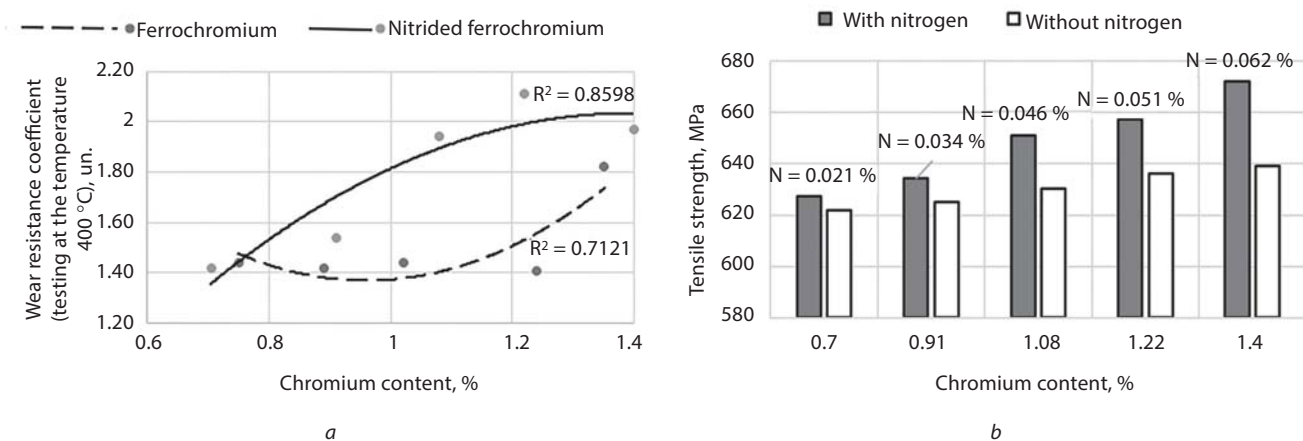 Ferrochromium
Nitrided ferrochromium
Wear resistance coefficient
(testing at the temperature
400 °C), un.
2.20
2
1.80
1.60
1.40
1.20
R² = 0.8598
R² = 0.7121
0.6
0.8
1
1.2
1.4
Chromium content, %
a
With nitrogen
Without nitrogen
Tensile strength, MPa
680
660
640
620
600
580
N = 0.021 %
N = 0.034 %
N = 0.046 %
N = 0.051 %
N = 0.062 %
0.7
0.91
1.08
1.22
1.4
Chromium content, %
b